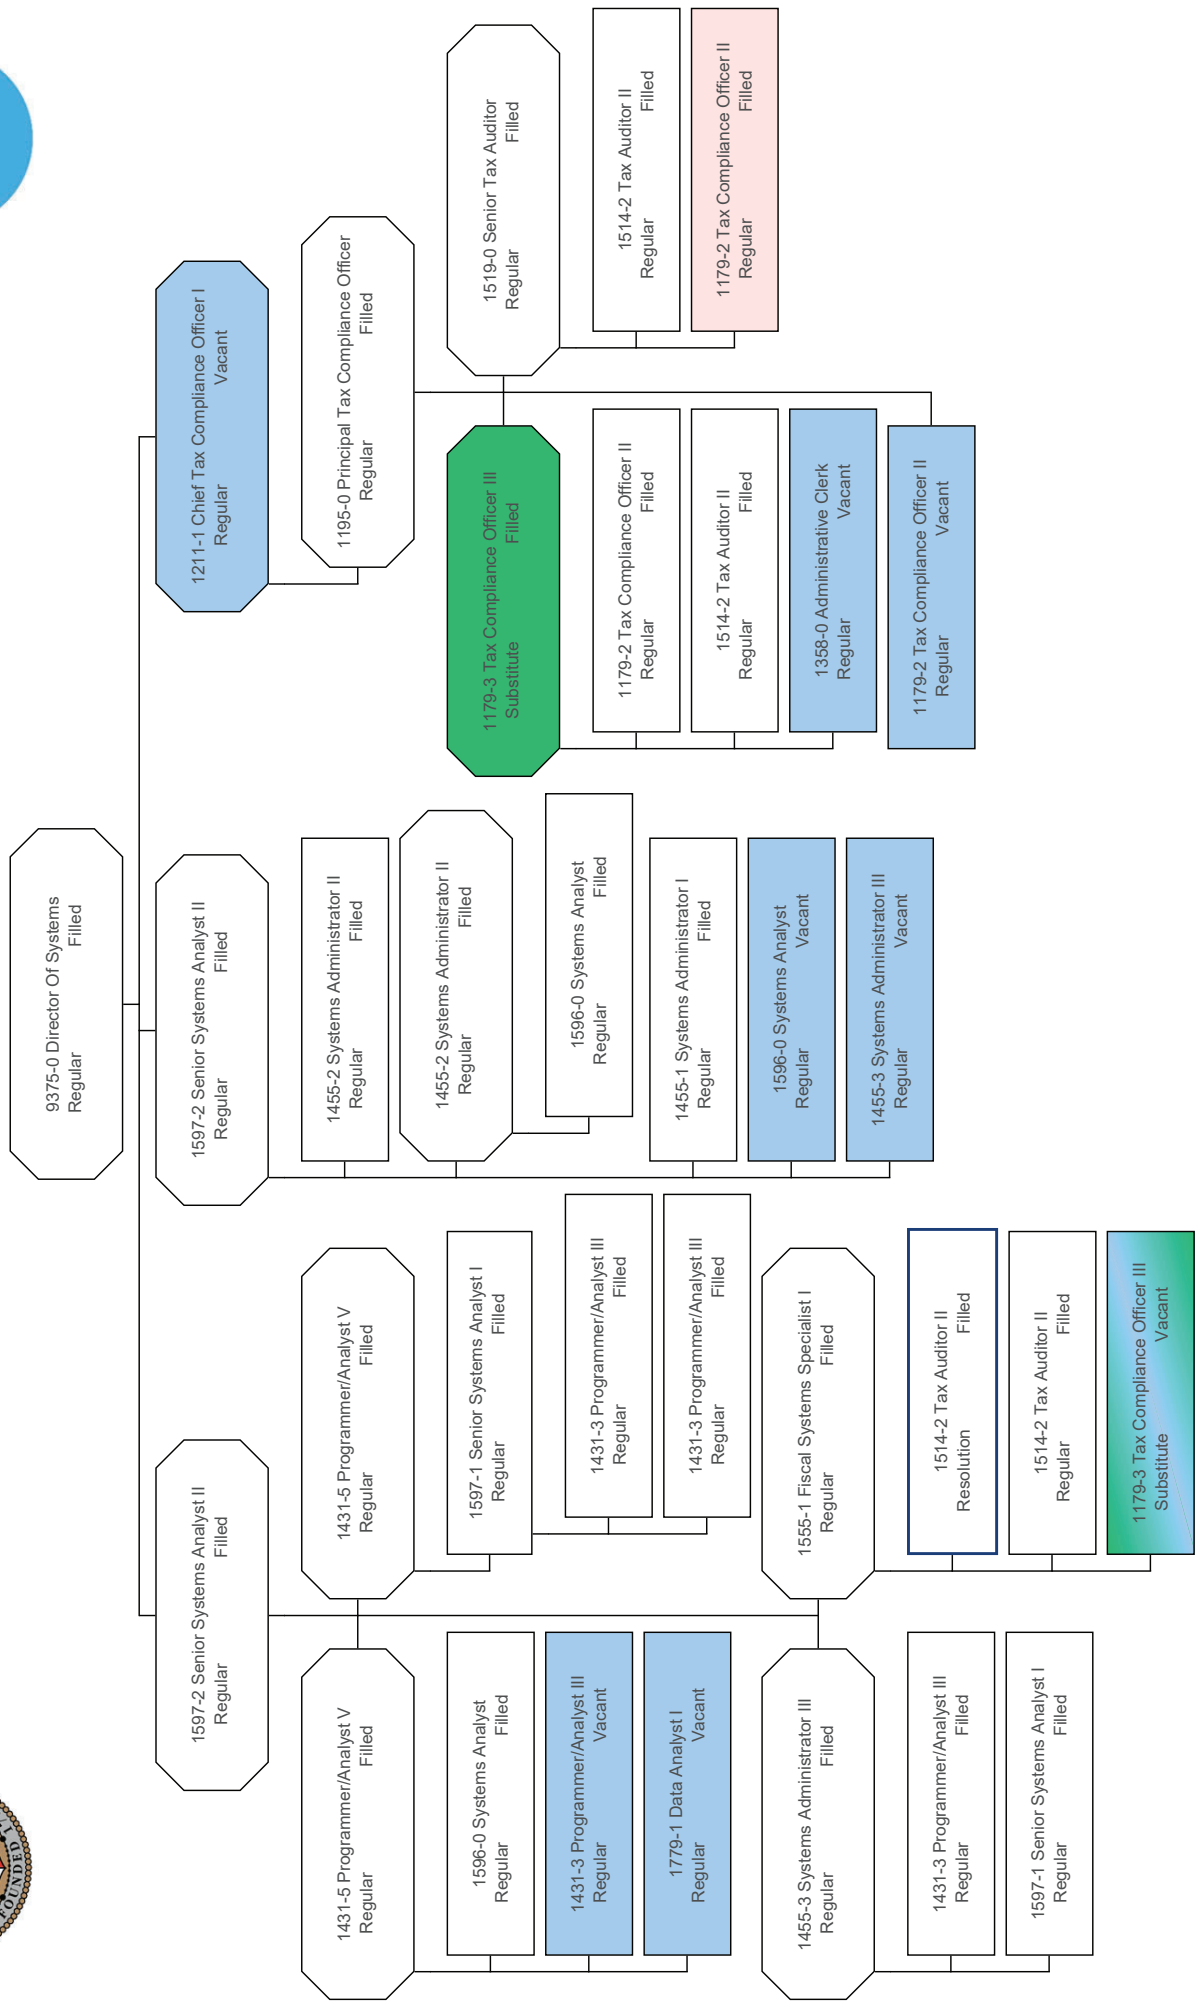 FOUNDED
9375-0 Director Of Systems
Regular Filled
1597-2 Senior Systems Analyst II
Regular Filled
1431-5 Programmer/Analyst V
Regular Filled
1596-0 Systems Analyst
Regular Filled
1431-3 Programmer/Analyst III
Regular Vacant
1779-1 Data Analyst I
Regular Vacant
1431-5 Programmer/Analyst V
Regular Filled
1597-1 Senior Systems Analyst I
Regular Filled
1431-3 Programmer/Analyst III
Regular Filled
1431-3 Programmer/Analyst III
Regular Filled
1455-3 Systems Administrator III
Regular Filled
1431-3 Programmer/Analyst III
Regular Filled
1597-1 Senior Systems Analyst I
Regular Filled
1555-1 Fiscal Systems Specialist I
Regular Filled
1514-2 Tax Auditor II
Resolution Filled
1514-2 Tax Auditor II
Regular Filled
1179-3 Tax Compliance Officer III
Substitute Vacant
1597-2 Senior Systems Analyst II
Regular Filled
1455-2 Systems Administrator II
Regular Filled
1455-2 Systems Administrator II
Regular Filled
1596-0 Systems Analyst
Regular Filled
1455-1 Systems Administrator I
Regular Filled
1596-0 Systems Analyst
Regular Vacant
1455-3 Systems Administrator III
Regular Vacant
1211-1 Chief Tax Compliance Officer I
Regular Vacant
1195-0 Principal Tax Compliance Officer
Regular Filled
1179-3 Tax Compliance Officer III
Substitute Filled
1179-2 Tax Compliance Officer II
Regular Filled
1514-2 Tax Auditor II
Regular Filled
1358-0 Administrative Clerk
Regular Vacant
1519-0 Senior Tax Auditor
Regular Filled
1514-2 Tax Auditor II
Regular Filled
1179-2 Tax Compliance Officer II
Regular Filled
1179-2 Tax Compliance Officer II
Regular Vacant